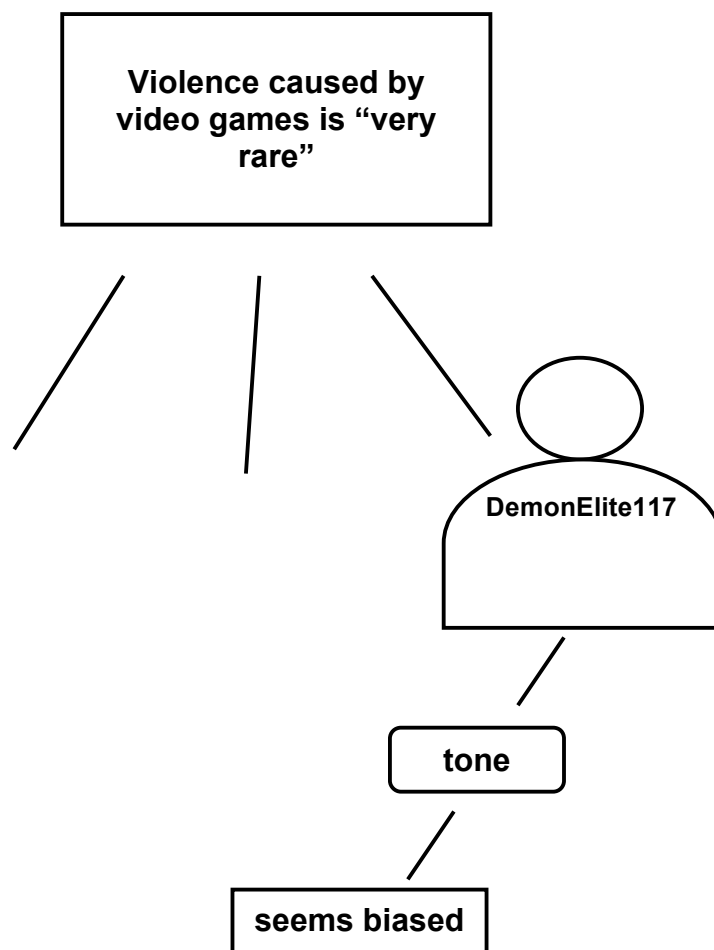 Violence caused by
video games is “very
rare”
DemonElite117
tone
seems biased